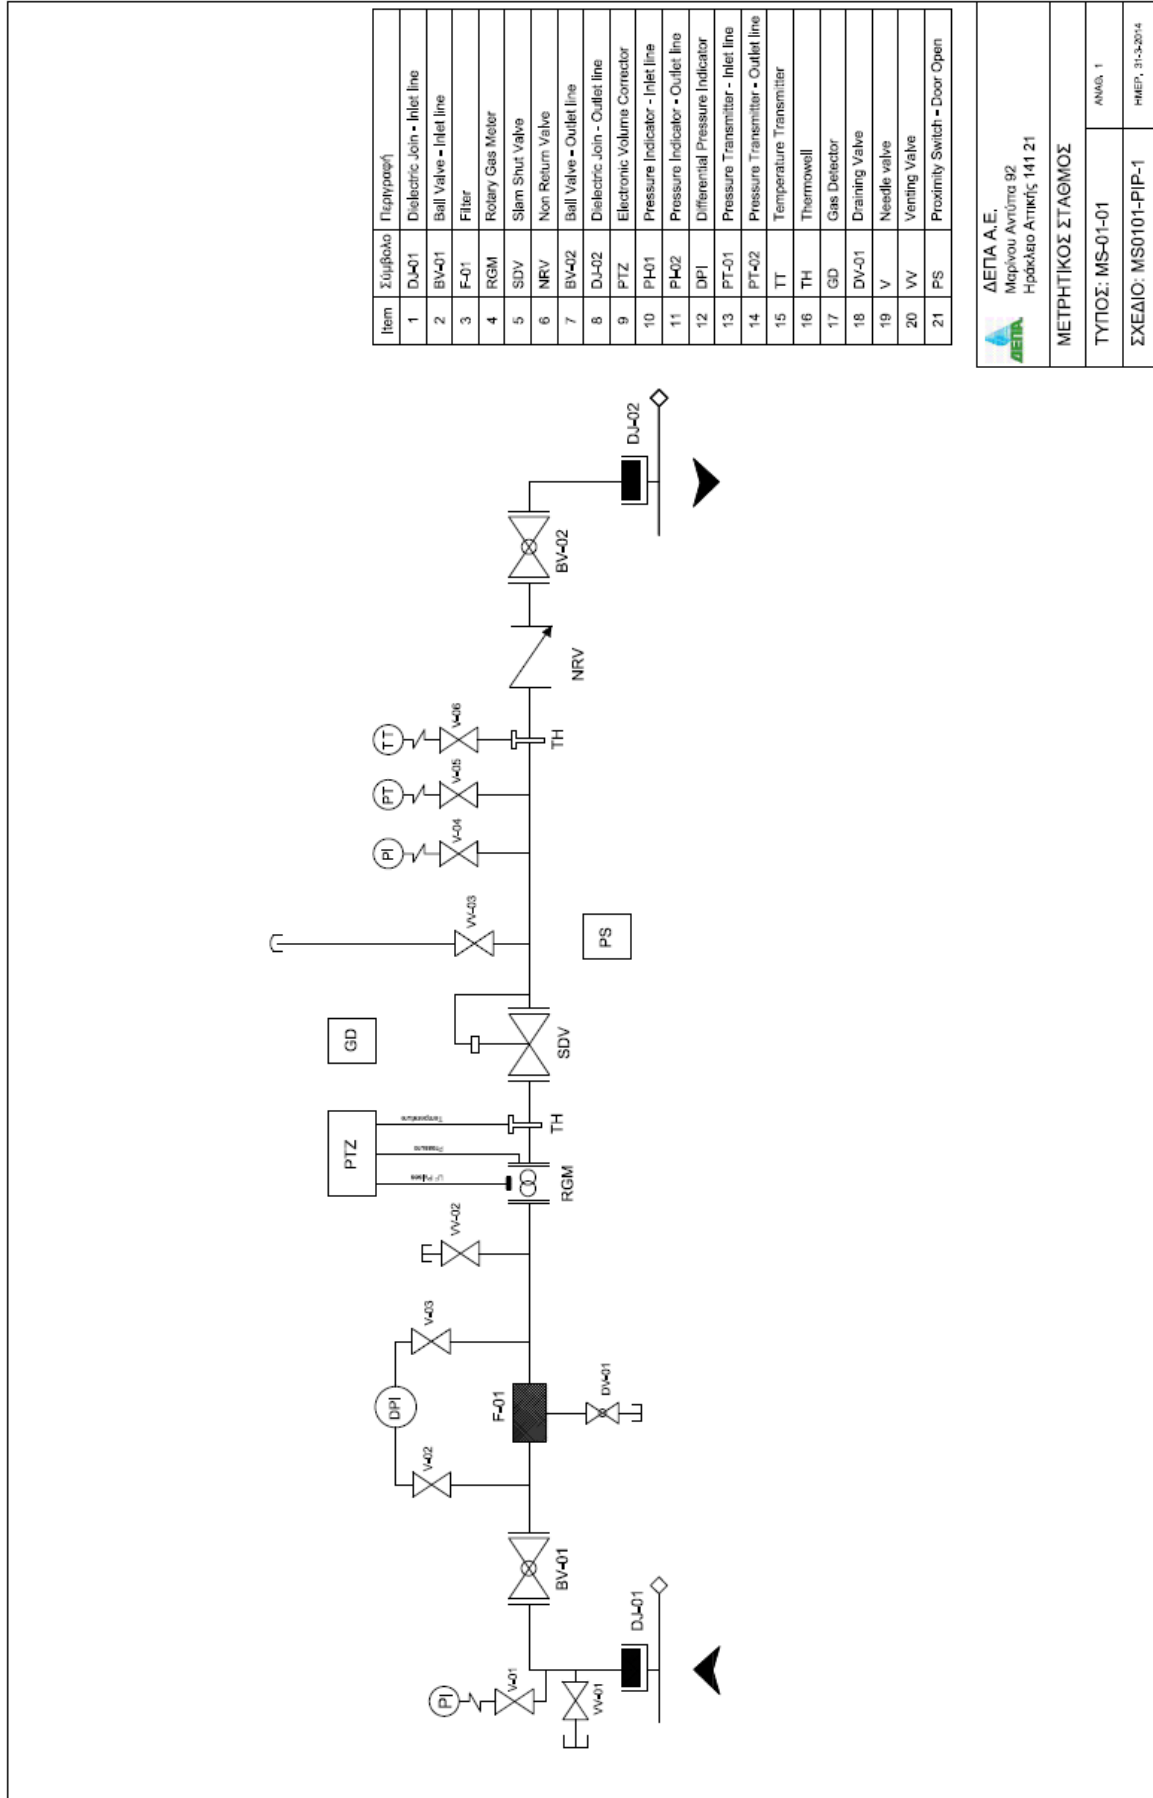 Item Σύμβολο Περιγραφή
1 DJ-01 Dielectric Join - Inlet line
2 BV-01 Ball Valve - Inlet line
3 F-01 Filter
4 RGM Rotary Gas Meter
5 SDV Slam Shut Valve
6 NRV Non Return Valve
7 BV-02 Ball Valve - Outlet line
8 DJ-02 Dielectric Join - Outlet line
9 PTZ Electronic Volume Corrector
10 PI-01 Pressure Indicator - Inlet line
11 PI-02 Pressure Indicator - Outlet line
12 DPI Differential Pressure Indicator
13 PT-01 Pressure Transmitter - Inlet line
14 PT-02 Pressure Transmitter - Outlet line
15 TT Temperature Transmitter
16 TH Thermowell
17 GD Gas Detector
18 DV-01 Draining Valve
19 V Needle valve
20 VV Venting Valve
21 PS Proximity Switch - Door Open
ΔΕΠΑ
ΔΕΠΑ Α.Ε.
Μαρίνου Αντύπα 92
Ηράκλειο Αττικής 141 21
ΜΕΤΡΗΤΙΚΟΣ ΣΤΑΘΜΟΣ
ΤΥΠΟΣ: MS-01-01
ΑΝΑΘ. 1
ΣΧΕΔΙΟ: MS0101-PIP-1
ΗΜΕΡ. 31-3-2014
PI
V-01
VV-01
DJ-01
BV-01
V-02
DPI
V-03
F-01
DV-01
VV-02
PTZ
LF Pulses
Pressure
Temperature
RGM
TH
GD
SDV
PS
VV-03
PI
V-04
PT
V-05
TT
V-06
TH
NRV
BV-02
DJ-02